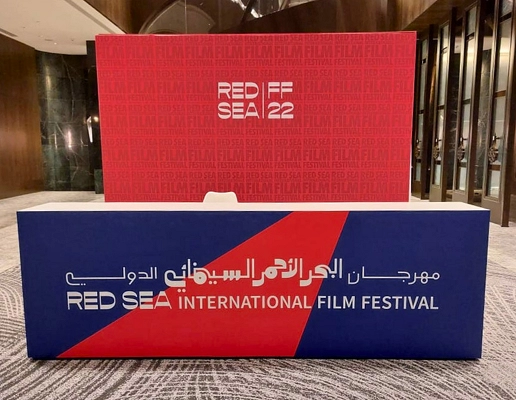 RED FF
SEA 22
مهرجان البحر الأحمر السينمائي الدولي
RED SEA INTERNATIONAL FILM FESTIVAL